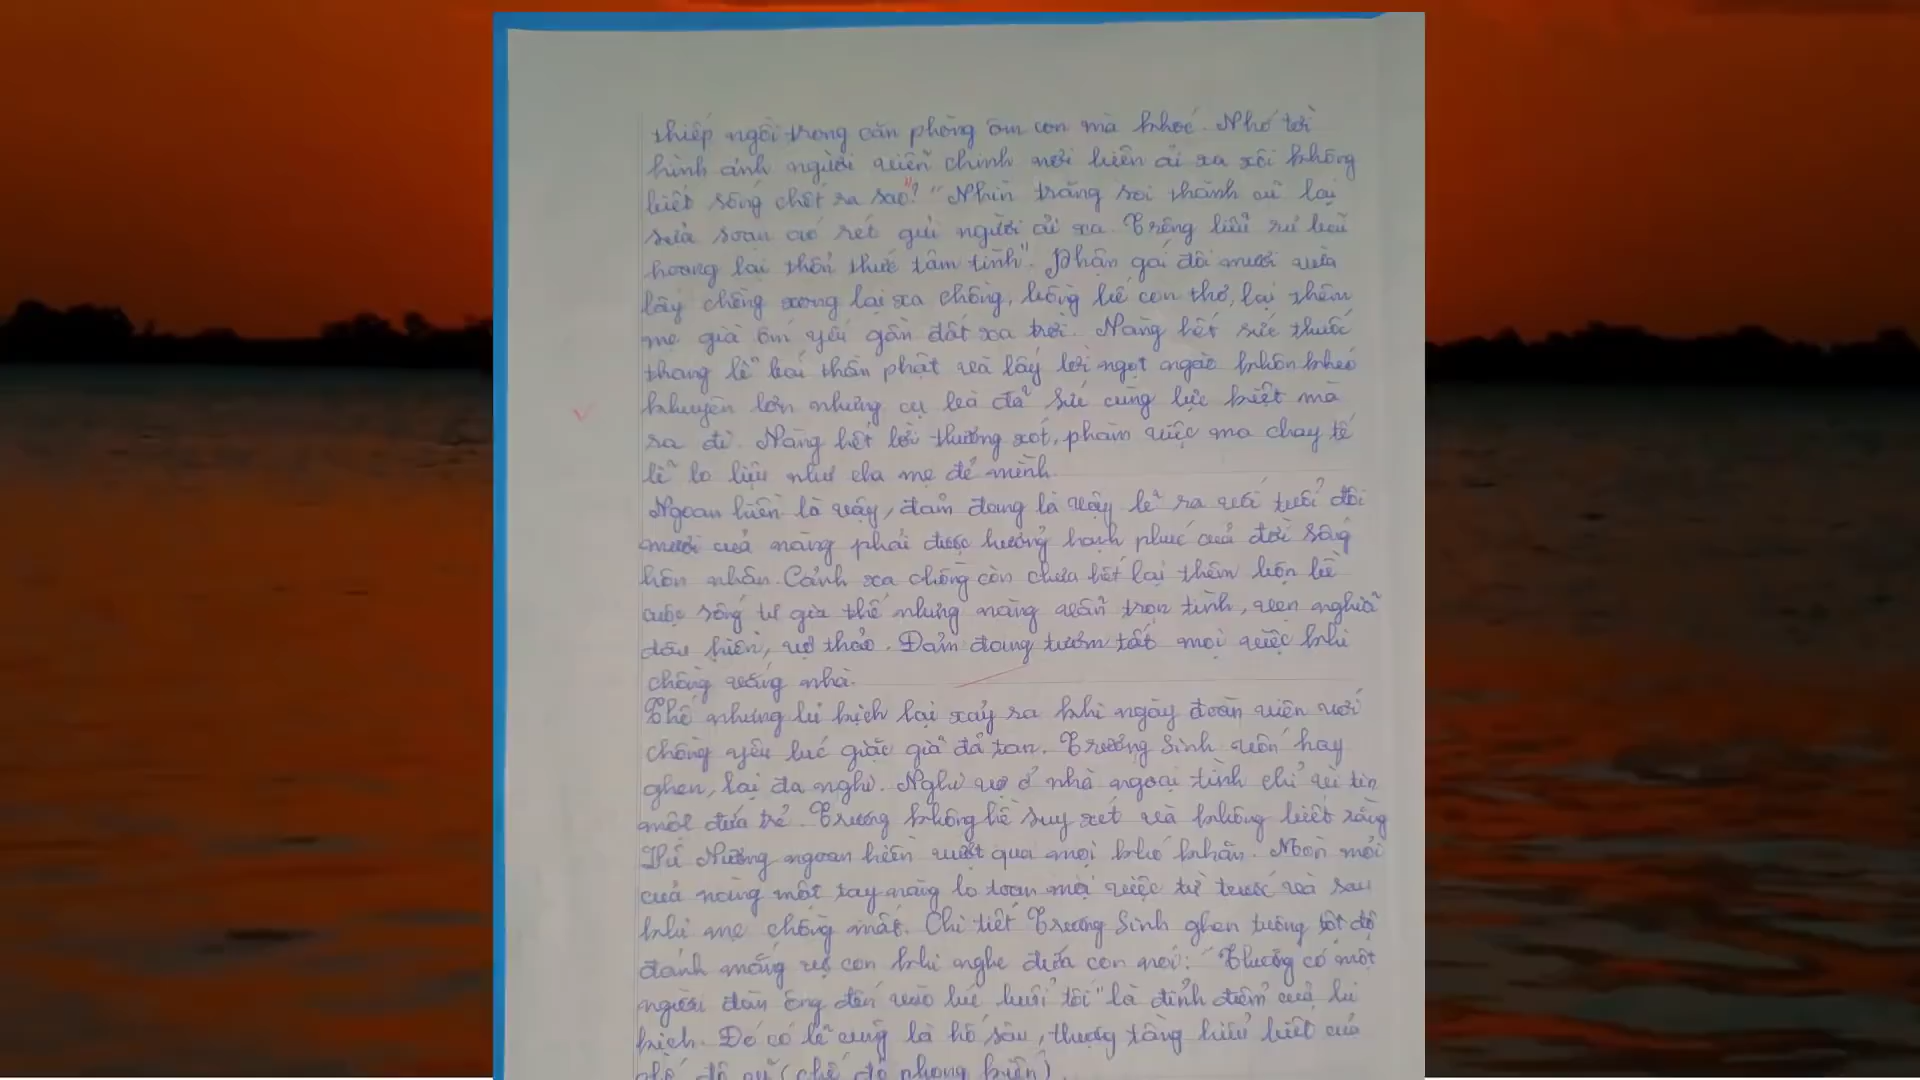 thiếp ngồi trong căn phòng ôm con mà khóc. Nhớ tới
hình ảnh người viễn chinh nơi biên ải xa xôi không
biết sống chết ra sao? "Nhìn trăng soi thành cũ lại
sửa soạn áo rét gửi người ải xa. Trông liễu rủ bãi
hoang lại thổn thức tâm tình". Phận gái đôi mươi vừa
lấy chồng xong lại xa chồng, bồng bế con thơ, lại thêm
mẹ già ốm yếu gần đất xa trời. Nàng hết sức thuốc
thang lễ bái thần phật và lấy lời ngọt ngào khôn khéo
khuyên lơn nhưng cụ bà đã sức cùng lực kiệt mà
ra đi. Nàng hết lời thương xót, phàm việc ma chay tế
lễ lo liệu như cha mẹ đẻ mình.
Ngoan hiền là vậy, đảm đang là vậy lẽ ra với tuổi đôi
mươi của nàng phải được hưởng hạnh phúc của đời sống
hôn nhân. Cảnh xa chồng còn chưa hết lại thêm bộn bề
cuộc sống tư gia thế nhưng nàng vẫn trọn tình, vẹn nghĩa
dâu hiền, vợ thảo. Đảm đang tươm tất mọi việc khi
chồng vắng nhà.
Thế nhưng bi kịch lại xảy ra khi ngày đoàn viên với
chồng yêu lúc giặc giã đã tan. Trương Sinh vốn hay
ghen, lại đa nghi. Nghi vợ ở nhà ngoại tình chỉ vì tin
một đứa trẻ. Trương không hề suy xét và không biết rằng
Vũ Nương ngoan hiền vượt qua mọi khó khăn. Mòn mỏi
của nàng một tay nàng lo toan mọi việc từ trước và sau
khi mẹ chồng mất. Chi tiết Trương Sinh ghen tuông tột độ
đánh mắng vợ con khi nghe đứa con nói: "Thường có một
người đàn ông đến vào lúc buổi tối" là đỉnh điểm của bi
kịch. Đó có lẽ cũng là hố sâu, thượng tầng hiểu biết của
chế độ cũ (chế độ phong kiến)